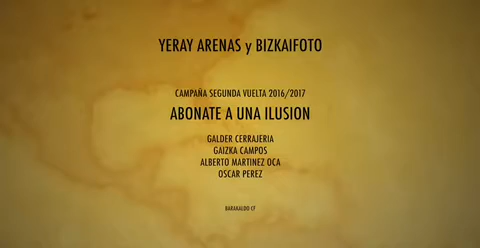 YERAY ARENAS y BIZKAIFOTO
CAMPAÑA SEGUNDA VUELTA 2016/2017
ABONATE A UNA ILUSION
GALDER CERRAJERIA
GAIZKA CAMPOS
ALBERTO MARTINEZ OCA
OSCAR PEREZ
BARAKALDO CF